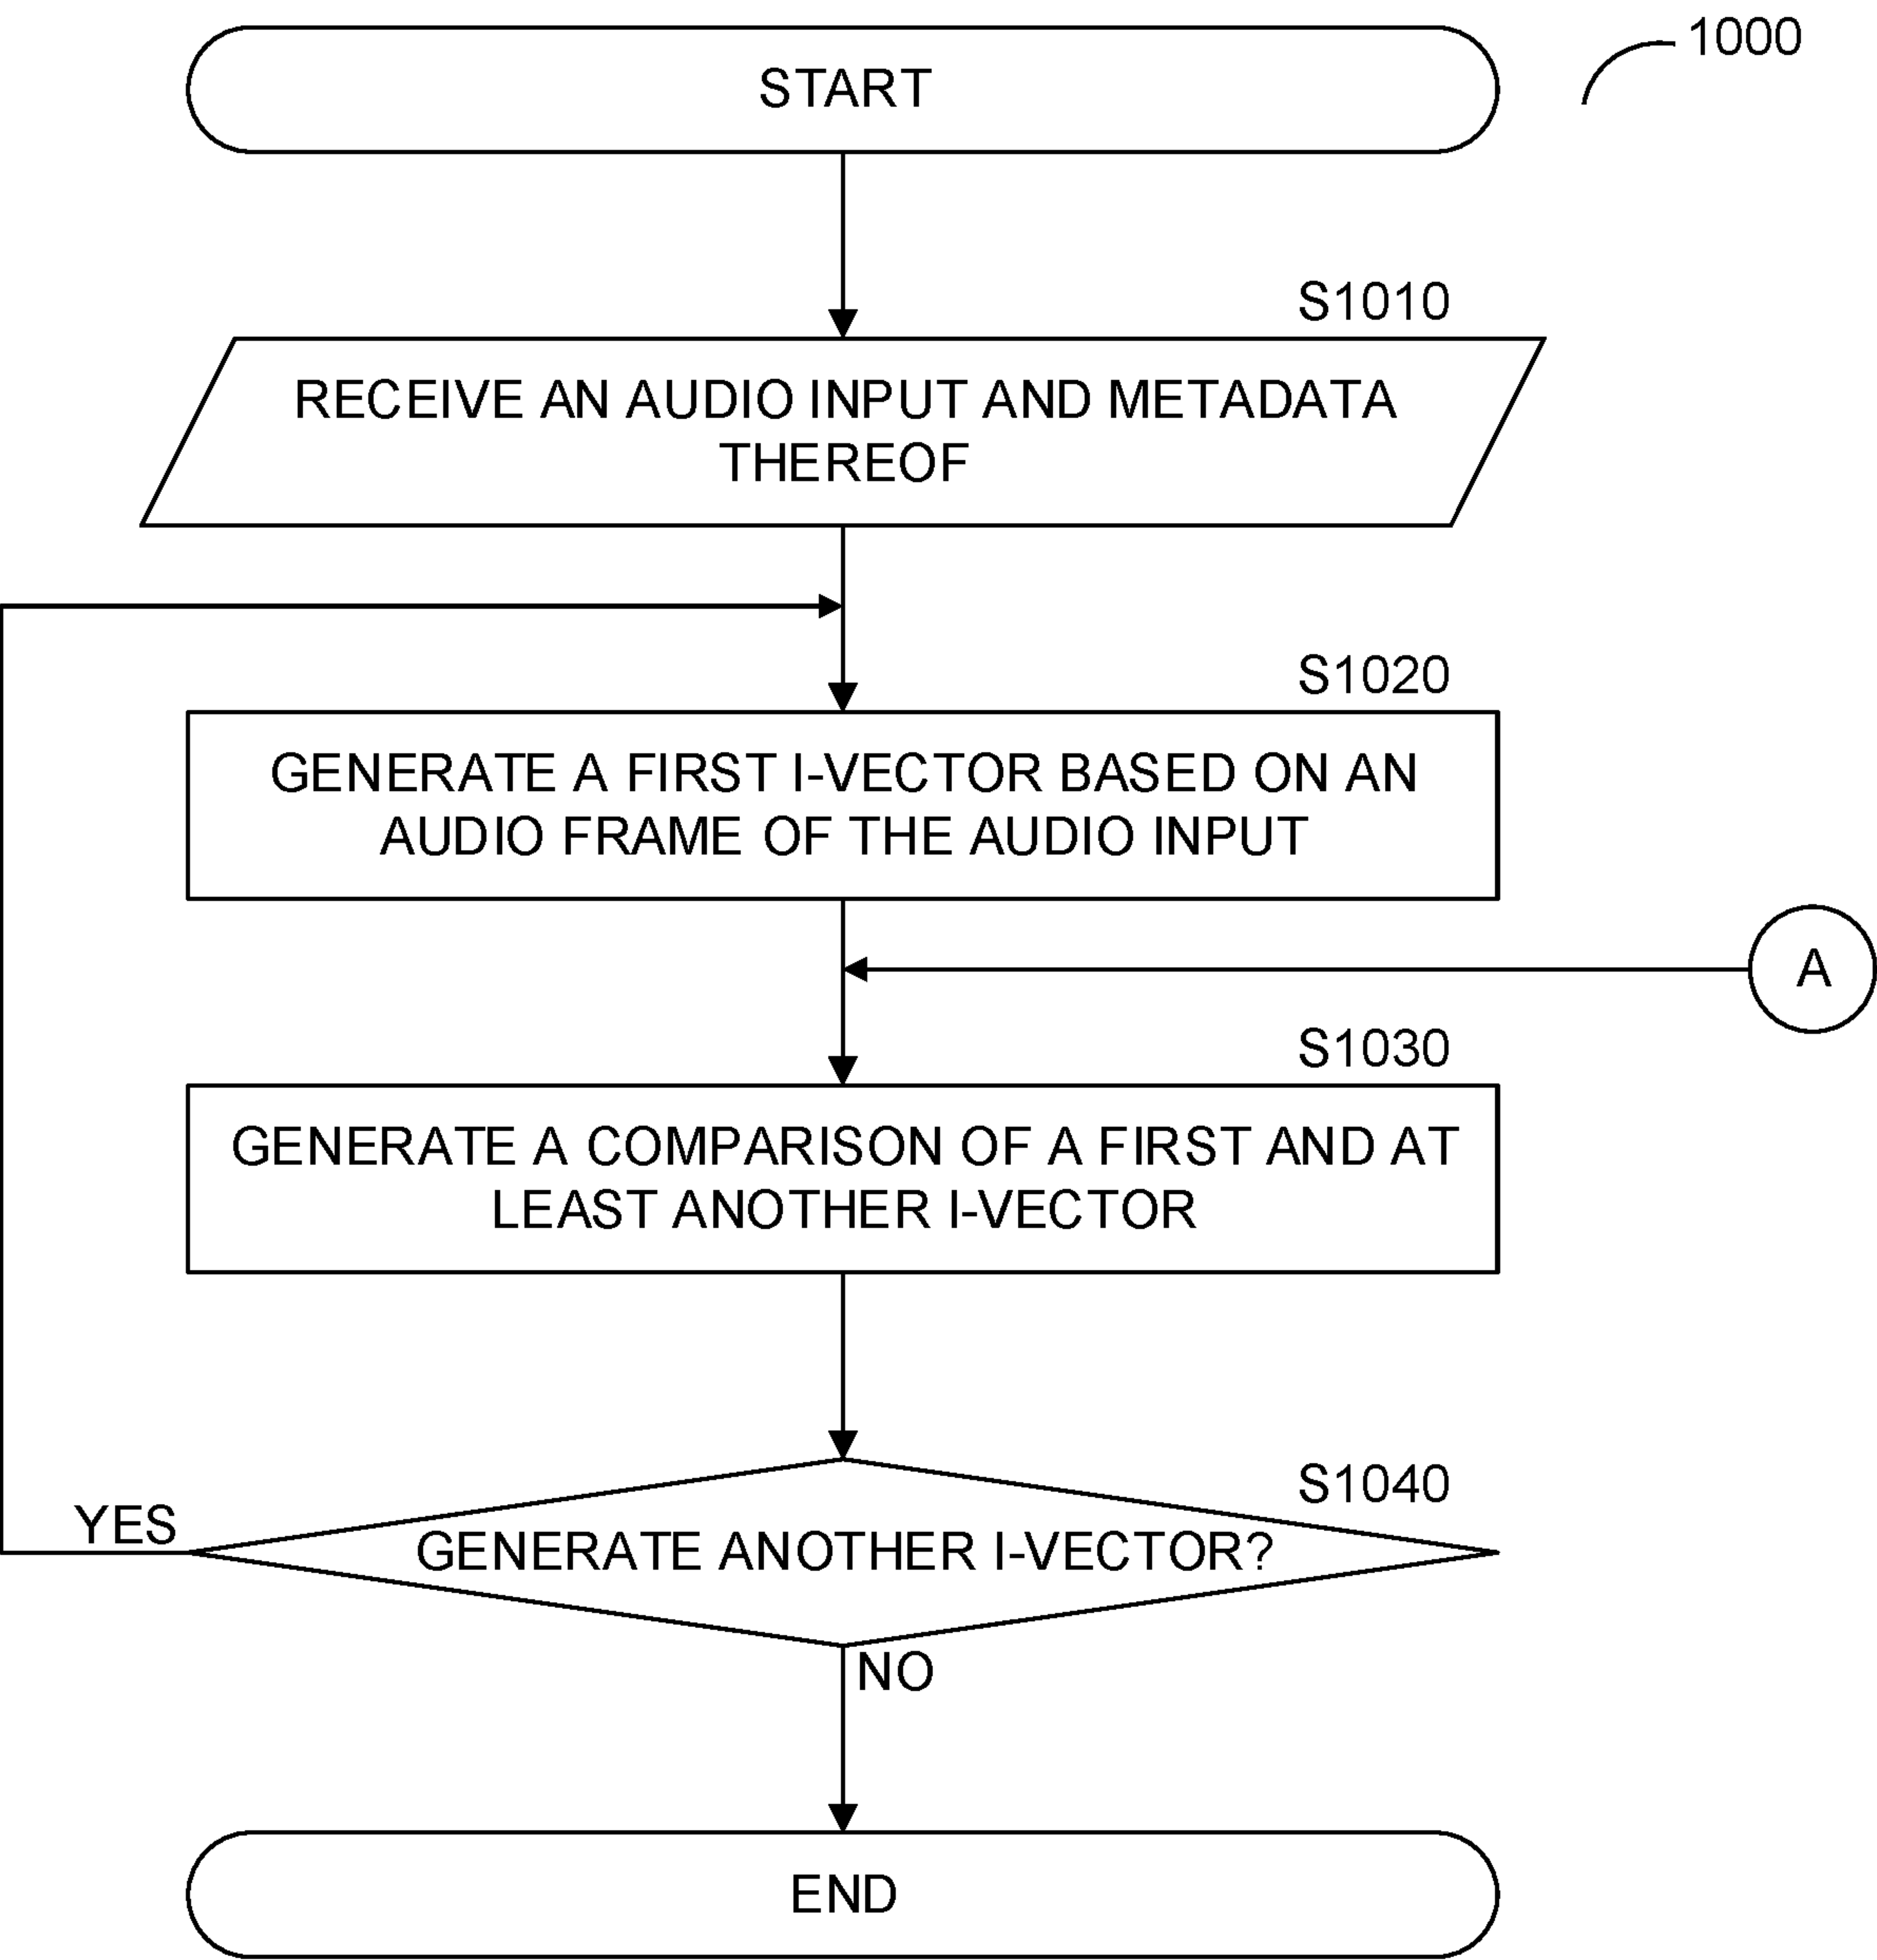 START
1000
S1010
RECEIVE AN AUDIO INPUT AND METADATA
THEREOF
S1020
GENERATE A FIRST I-VECTOR BASED ON AN
AUDIO FRAME OF THE AUDIO INPUT
A
S1030
GENERATE A COMPARISON OF A FIRST AND AT
LEAST ANOTHER I-VECTOR
S1040
YES
GENERATE ANOTHER I-VECTOR?
NO
END